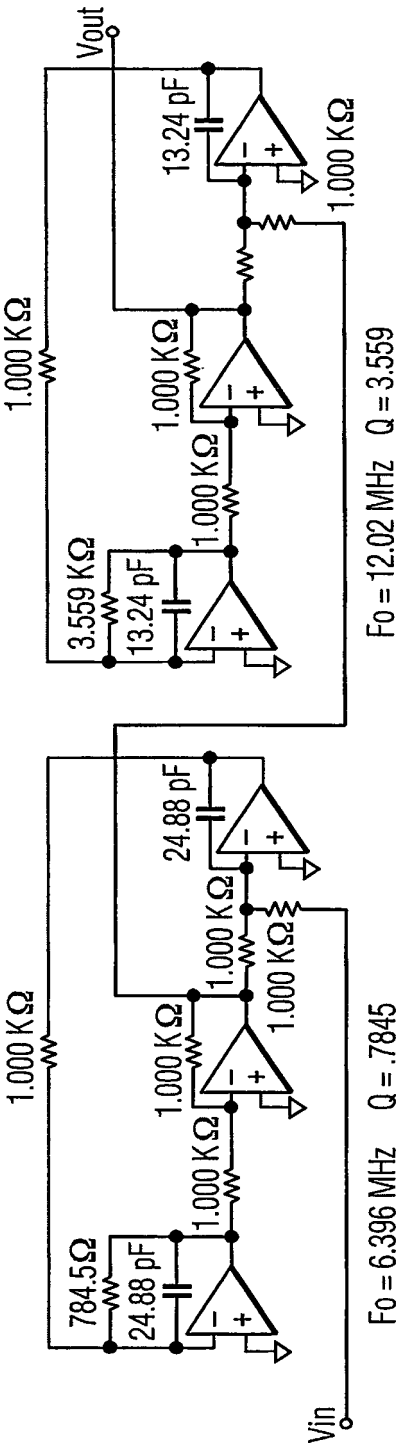 Vin
784.5Ω
24.88 pF
1.000 KΩ
1.000 KΩ
1.000 KΩ
1.000 KΩ
1.000 KΩ
24.88 pF
Fo = 6.396 MHz Q = .7845
3.559 KΩ
13.24 pF
1.000 KΩ
1.000 KΩ
1.000 KΩ
13.24 pF
1.000 KΩ
Vout
Fo = 12.02 MHz Q = 3.559
- +
- +
- +
- +
- +
- +